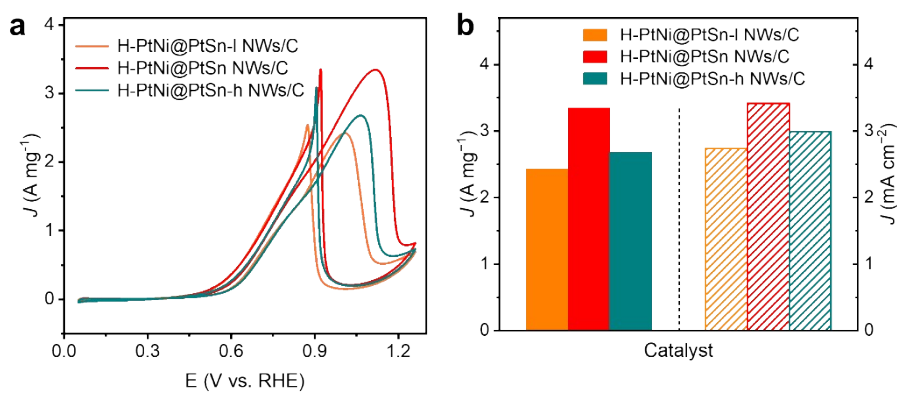 a
4
3
2
1
0
J (A mg⁻¹)
H-PtNi@PtSn-l NWs/C
H-PtNi@PtSn NWs/C
H-PtNi@PtSn-h NWs/C
0.0 0.3 0.6 0.9 1.2
E (V vs. RHE)
b
H-PtNi@PtSn-l NWs/C
H-PtNi@PtSn NWs/C
H-PtNi@PtSn-h NWs/C
4
3
2
1
0
J (A mg⁻¹)
4
3
2
1
0
J (mA cm⁻²)
Catalyst